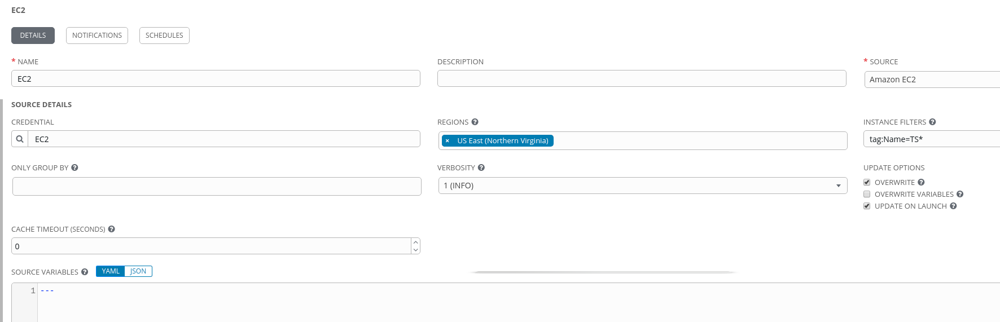 EC2
DETAILS NOTIFICATIONS SCHEDULES
* NAME DESCRIPTION * SOURCE
EC2 Amazon EC2
SOURCE DETAILS
CREDENTIAL REGIONS ? INSTANCE FILTERS ?
EC2 × US East (Northern Virginia) tag:Name=TS*
ONLY GROUP BY ? VERBOSITY ? UPDATE OPTIONS
1 (INFO) OVERWRITE ?
OVERWRITE VARIABLES ?
UPDATE ON LAUNCH ?
CACHE TIMEOUT (SECONDS) ?
0
SOURCE VARIABLES ? YAML JSON
1 ---